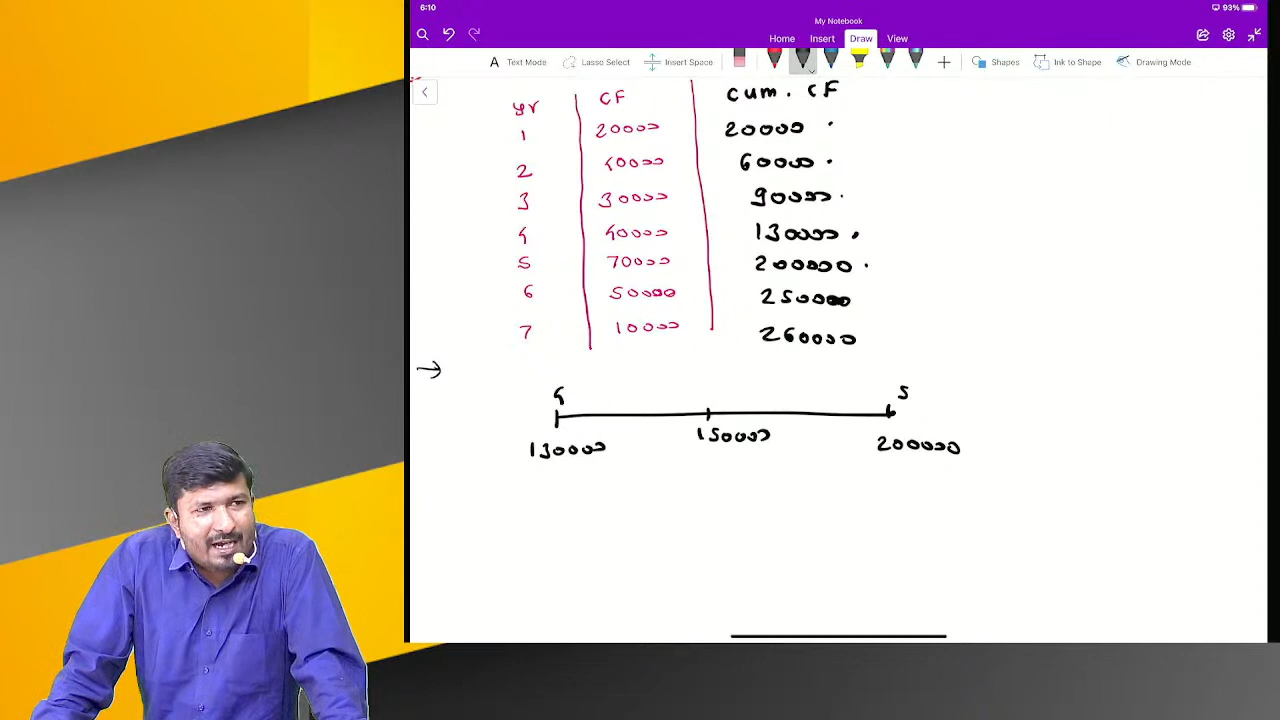 6:10
93%
My Notebook
Home Insert Draw View
Text Mode Lasso Select Insert Space Shapes Ink to Shape Drawing Mode
yr CF cum. CF
1 20000 20000
2 40000 60000
3 30000 90000
4 40000 130000
5 70000 200000
6 50000 250000
7 10000 260000
4 5
130000 150000 200000